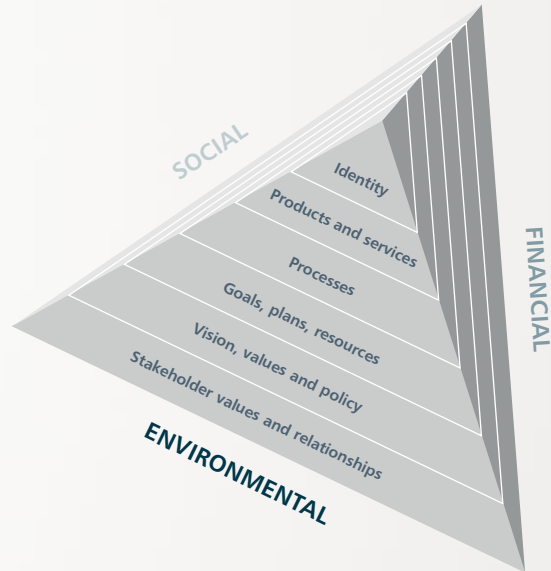 SOCIAL
Identity
Products and services
Processes
Goals, plans, resources
Vision, values and policy
Stakeholder values and relationships
ENVIRONMENTAL
FINANCIAL